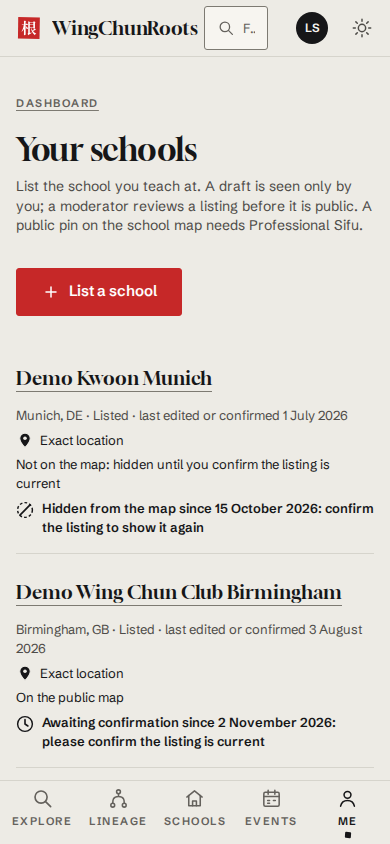 根 WingChunRoots F.. LS
DASHBOARD
Your schools
List the school you teach at. A draft is seen only by
you; a moderator reviews a listing before it is public. A
public pin on the school map needs Professional Sifu.
+ List a school
Demo Kwoon Munich
Munich, DE · Listed · last edited or confirmed 1 July 2026
Exact location
Not on the map: hidden until you confirm the listing is
current
Hidden from the map since 15 October 2026: confirm
the listing to show it again
Demo Wing Chun Club Birmingham
Birmingham, GB · Listed · last edited or confirmed 3 August
2026
Exact location
On the public map
Awaiting confirmation since 2 November 2026:
please confirm the listing is current
EXPLORE LINEAGE SCHOOLS EVENTS ME